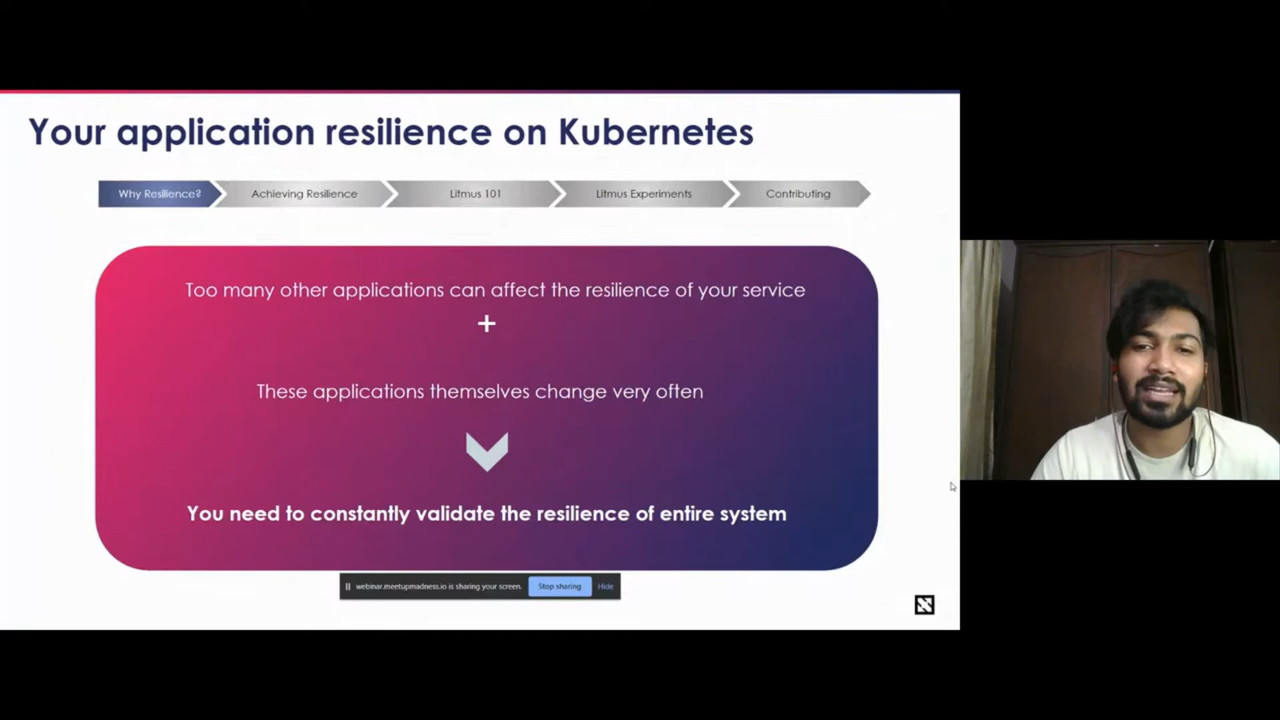 Your application resilience on Kubernetes
Why Resilience?
Achieving Resilience
Litmus 101
Litmus Experiments
Contributing
Too many other applications can affect the resilience of your service
+
These applications themselves change very often
You need to constantly validate the resilience of entire system
webinar.meetupmadness.io is sharing your screen.
Stop sharing
Hide